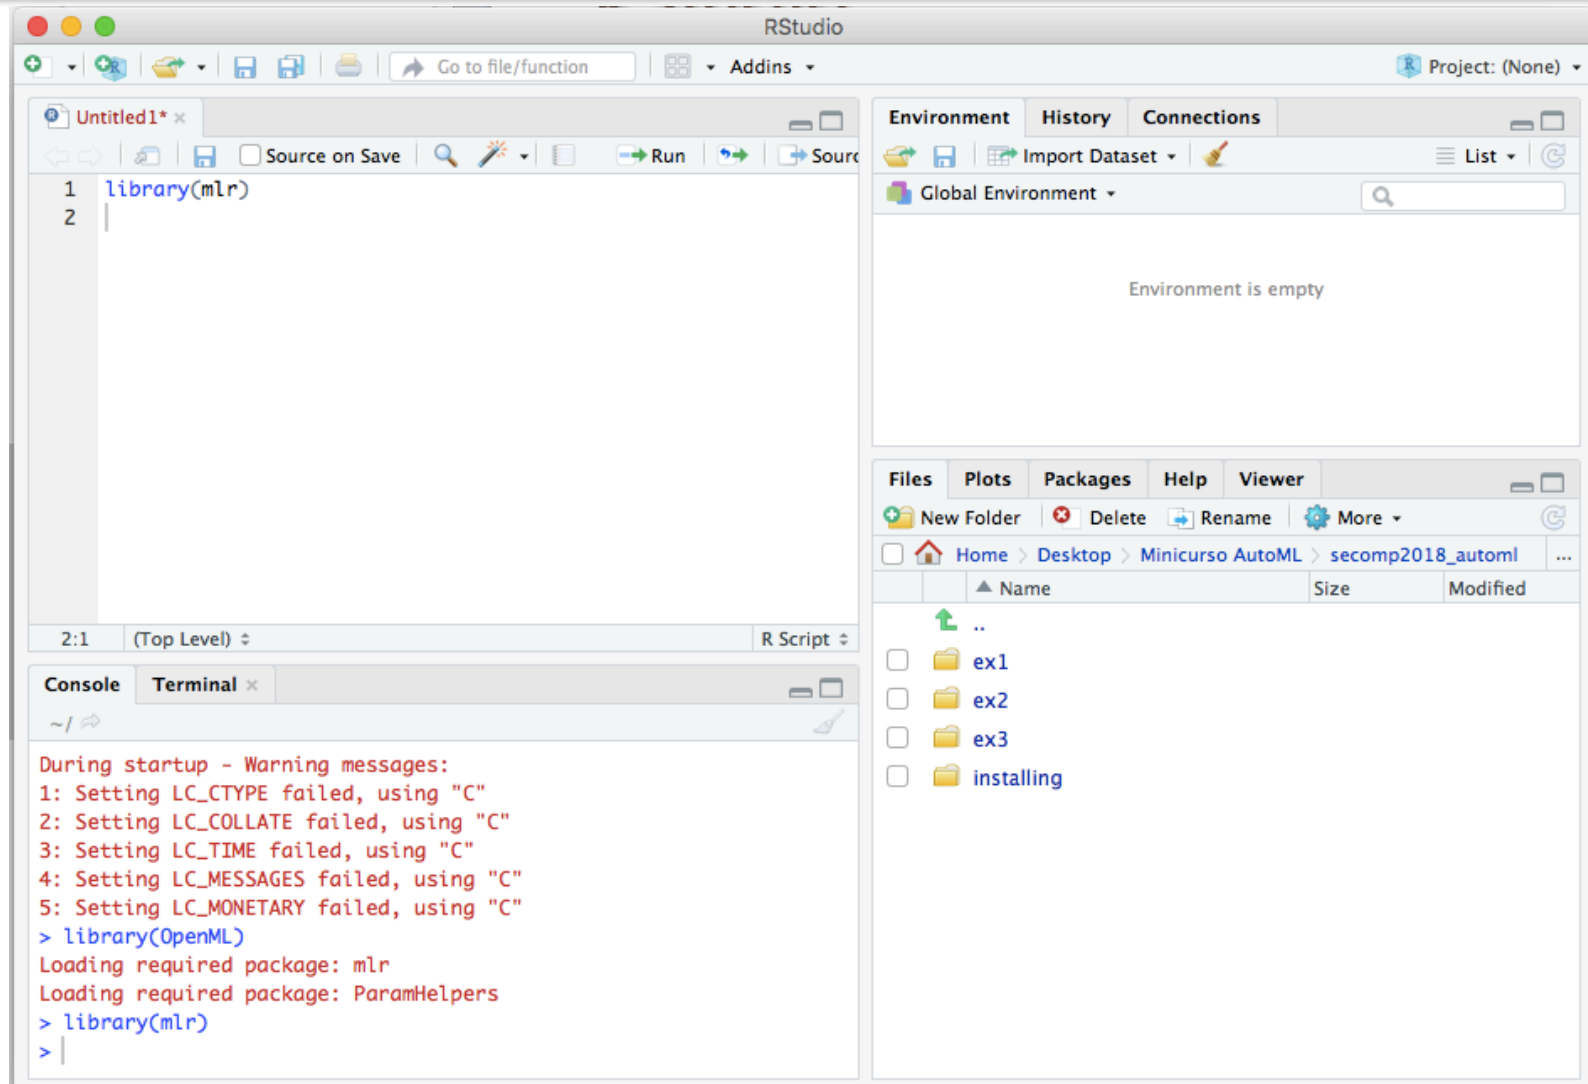 RStudio
Go to file/function
Addins
Project: (None)
Untitled1*
Source on Save
Run
Sourc
1 library(mlr)
2
2:1 (Top Level) R Script
Console Terminal
~/
During startup - Warning messages:
1: Setting LC_CTYPE failed, using "C"
2: Setting LC_COLLATE failed, using "C"
3: Setting LC_TIME failed, using "C"
4: Setting LC_MESSAGES failed, using "C"
5: Setting LC_MONETARY failed, using "C"
> library(OpenML)
Loading required package: mlr
Loading required package: ParamHelpers
> library(mlr)
>
Environment History Connections
Import Dataset List
Global Environment
Environment is empty
Files Plots Packages Help Viewer
New Folder Delete Rename More
Home > Desktop > Minicurso AutoML > secomp2018_automl ...
Name Size Modified
..
ex1
ex2
ex3
installing